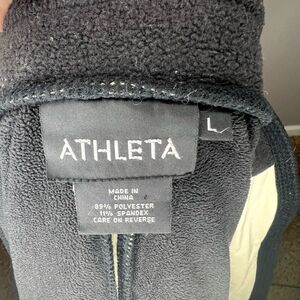 L
ATHLETA
MADE IN
CHINA
89% POLYESTER
11% SPANDEX
CARE ON REVERSE